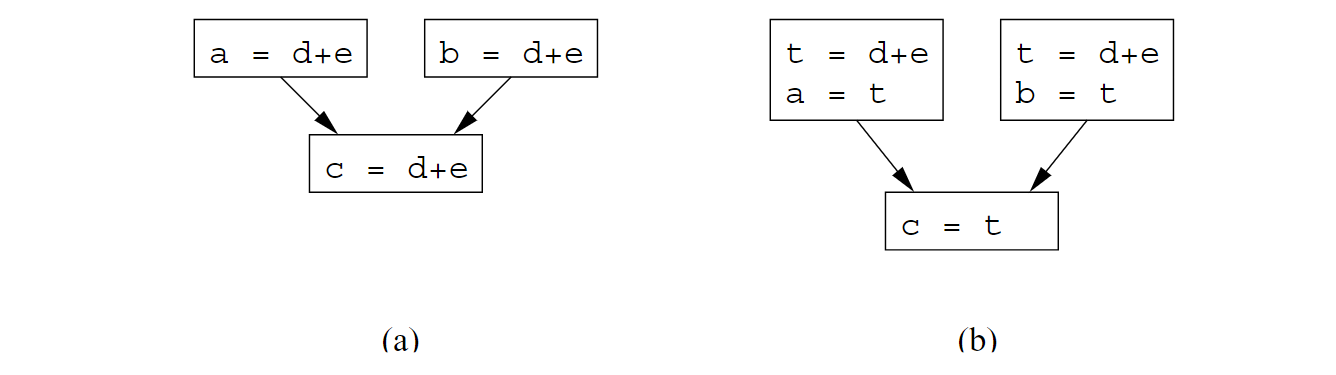 a = d+e
b = d+e
c = d+e
(a)
t = d+e
a = t
t = d+e
b = t
c = t
(b)